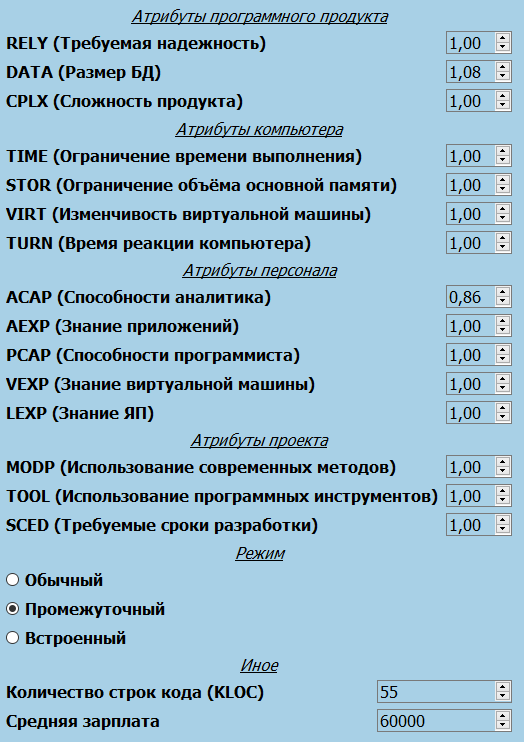 Атрибуты программного продукта
RELY (Требуемая надежность) 1,00
DATA (Размер БД) 1,08
CPLX (Сложность продукта) 1,00
Атрибуты компьютера
TIME (Ограничение времени выполнения) 1,00
STOR (Ограничение объёма основной памяти) 1,00
VIRT (Изменчивость виртуальной машины) 1,00
TURN (Время реакции компьютера) 1,00
Атрибуты персонала
ACAP (Способности аналитика) 0,86
AEXP (Знание приложений) 1,00
PCAP (Способности программиста) 1,00
VEXP (Знание виртуальной машины) 1,00
LEXP (Знание ЯП) 1,00
Атрибуты проекта
MODP (Использование современных методов) 1,00
TOOL (Использование программных инструментов) 1,00
SCED (Требуемые сроки разработки) 1,00
Режим
Обычный
Промежуточный
Встроенный
Иное
Количество строк кода (KLOC) 55
Средняя зарплата 60000